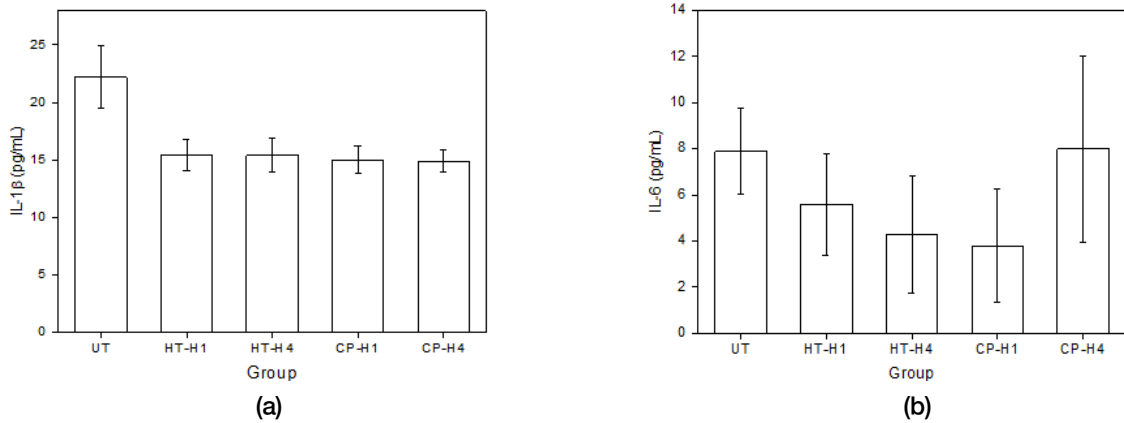 IL-1β (pg/mL)
25
20
15
10
5
0
UT HT-H1 HT-H4 CP-H1 CP-H4
Group
(a)
IL-6 (pg/mL)
14
12
10
8
6
4
2
0
UT HT-H1 HT-H4 CP-H1 CP-H4
Group
(b)